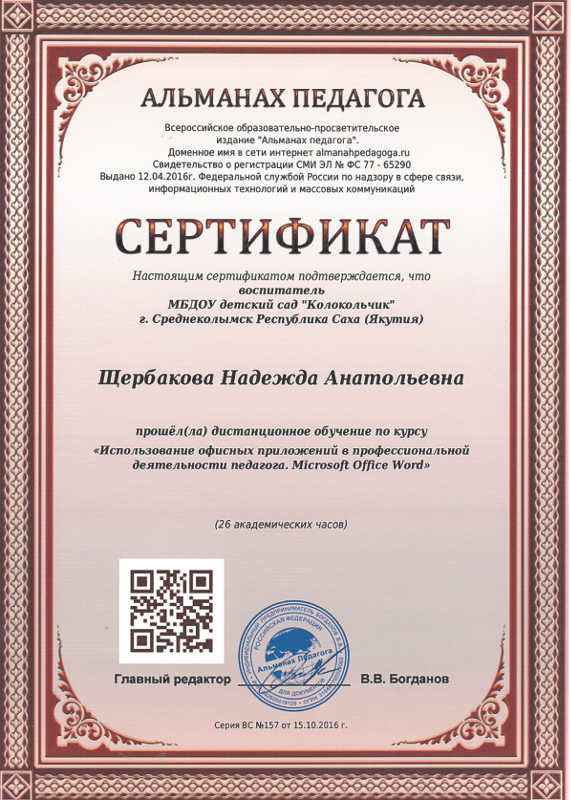 АЛЬМАНАХ ПЕДАГОГА
Всероссийское образовательно-просветительское
издание "Альманах педагога".
Доменное имя в сети интернет almanahpedagoga.ru
Свидетельство о регистрации СМИ ЭЛ № ФС 77 - 65290
Выдано 12.04.2016г. Федеральной службой России по надзору в сфере связи,
информационных технологий и массовых коммуникаций
СЕРТИФИКАТ
Настоящим сертификатом подтверждается, что
воспитатель
МБДОУ детский сад "Колокольчик"
г. Среднеколымск Республика Саха (Якутия)
Щербакова Надежда Анатольевна
прошёл(ла) дистанционное обучение по курсу
«Использование офисных приложений в профессиональной
деятельности педагога. Microsoft Office Word»
(26 академических часов)
РОССИЙСКАЯ ФЕДЕРАЦИЯ
Альманах Педагога
ДЛЯ ДОКУМЕНТОВ
Главный редактор В.В. Богданов
Серия ВС №157 от 15.10.2016 г.